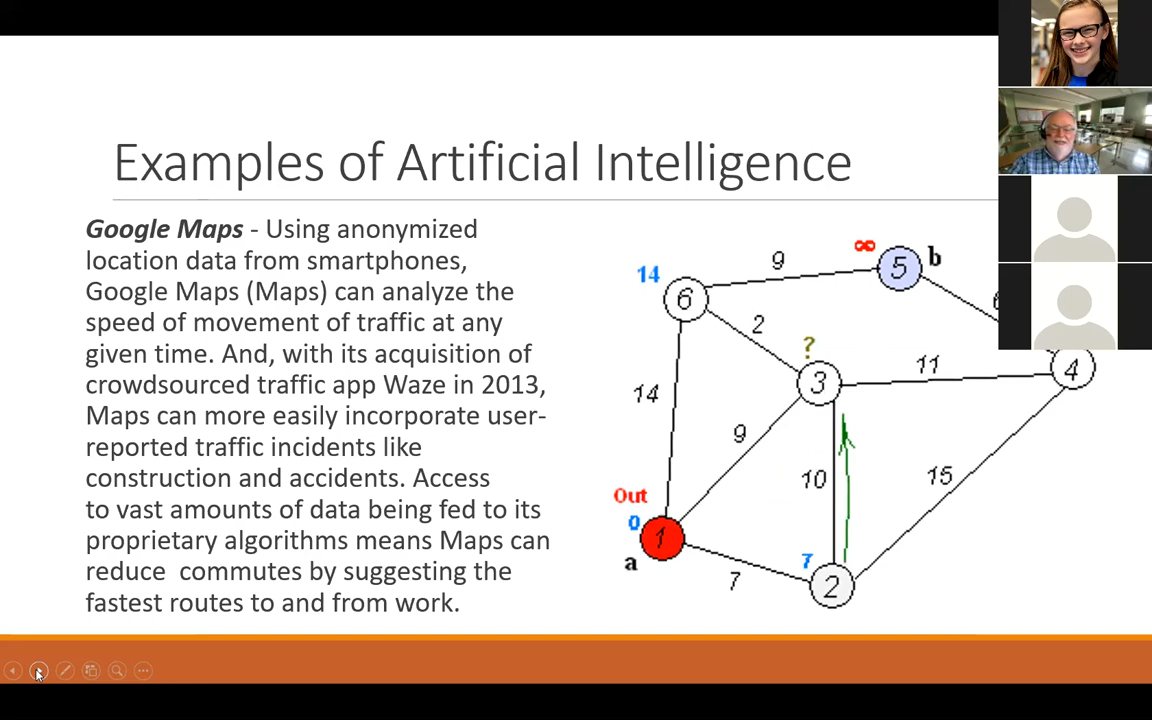 Examples of Artificial Intelligence
Google Maps - Using anonymized
location data from smartphones,
Google Maps (Maps) can analyze the
speed of movement of traffic at any
given time. And, with its acquisition of
crowdsourced traffic app Waze in 2013,
Maps can more easily incorporate user-
reported traffic incidents like
construction and accidents. Access
to vast amounts of data being fed to its
proprietary algorithms means Maps can
reduce  commutes by suggesting the
fastest routes to and from work.
∞
b
9
5
14
6
2
?
3
11
4
14
9
10
15
Out
0
1
a
7
7
2